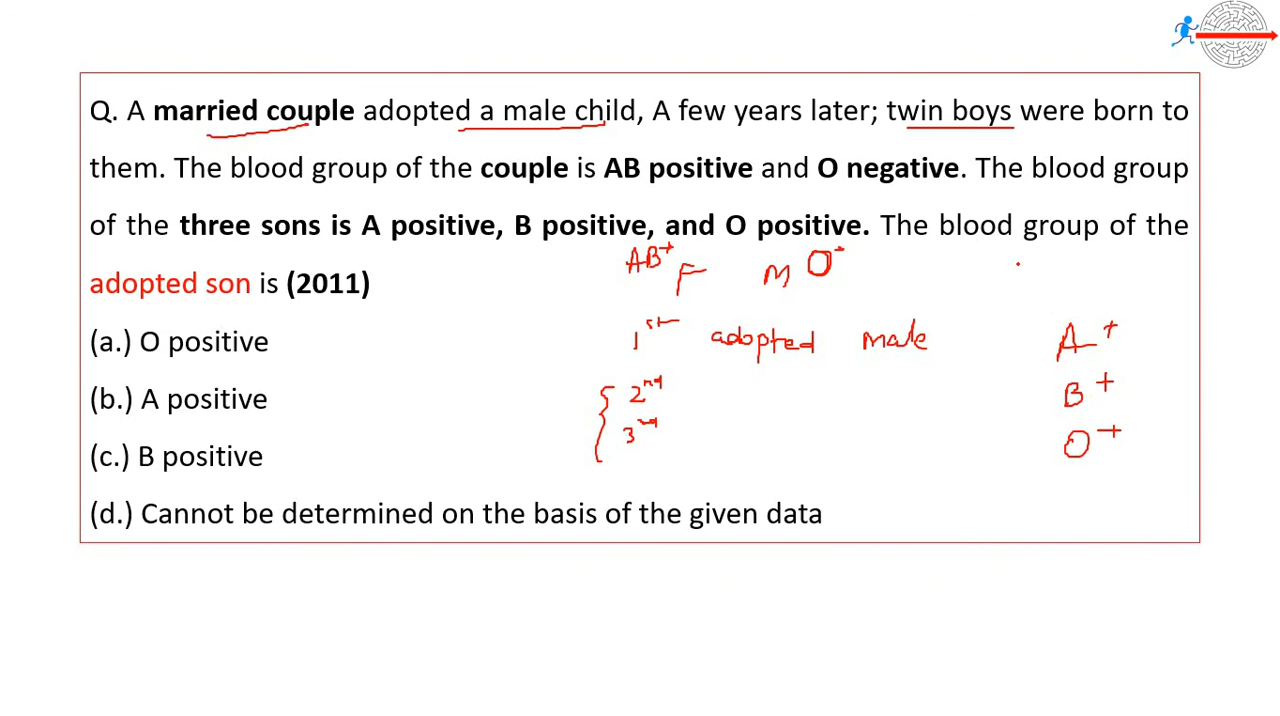 Q. A married couple adopted a male child, A few years later; twin boys were born to
them. The blood group of the couple is AB positive and O negative. The blood group
of the three sons is A positive, B positive, and O positive. The blood group of the
adopted son is (2011)
AB+ F M O-
(a.) O positive
1st adopted male A+
(b.) A positive
2nd B+
3rd O+
(c.) B positive
(d.) Cannot be determined on the basis of the given data